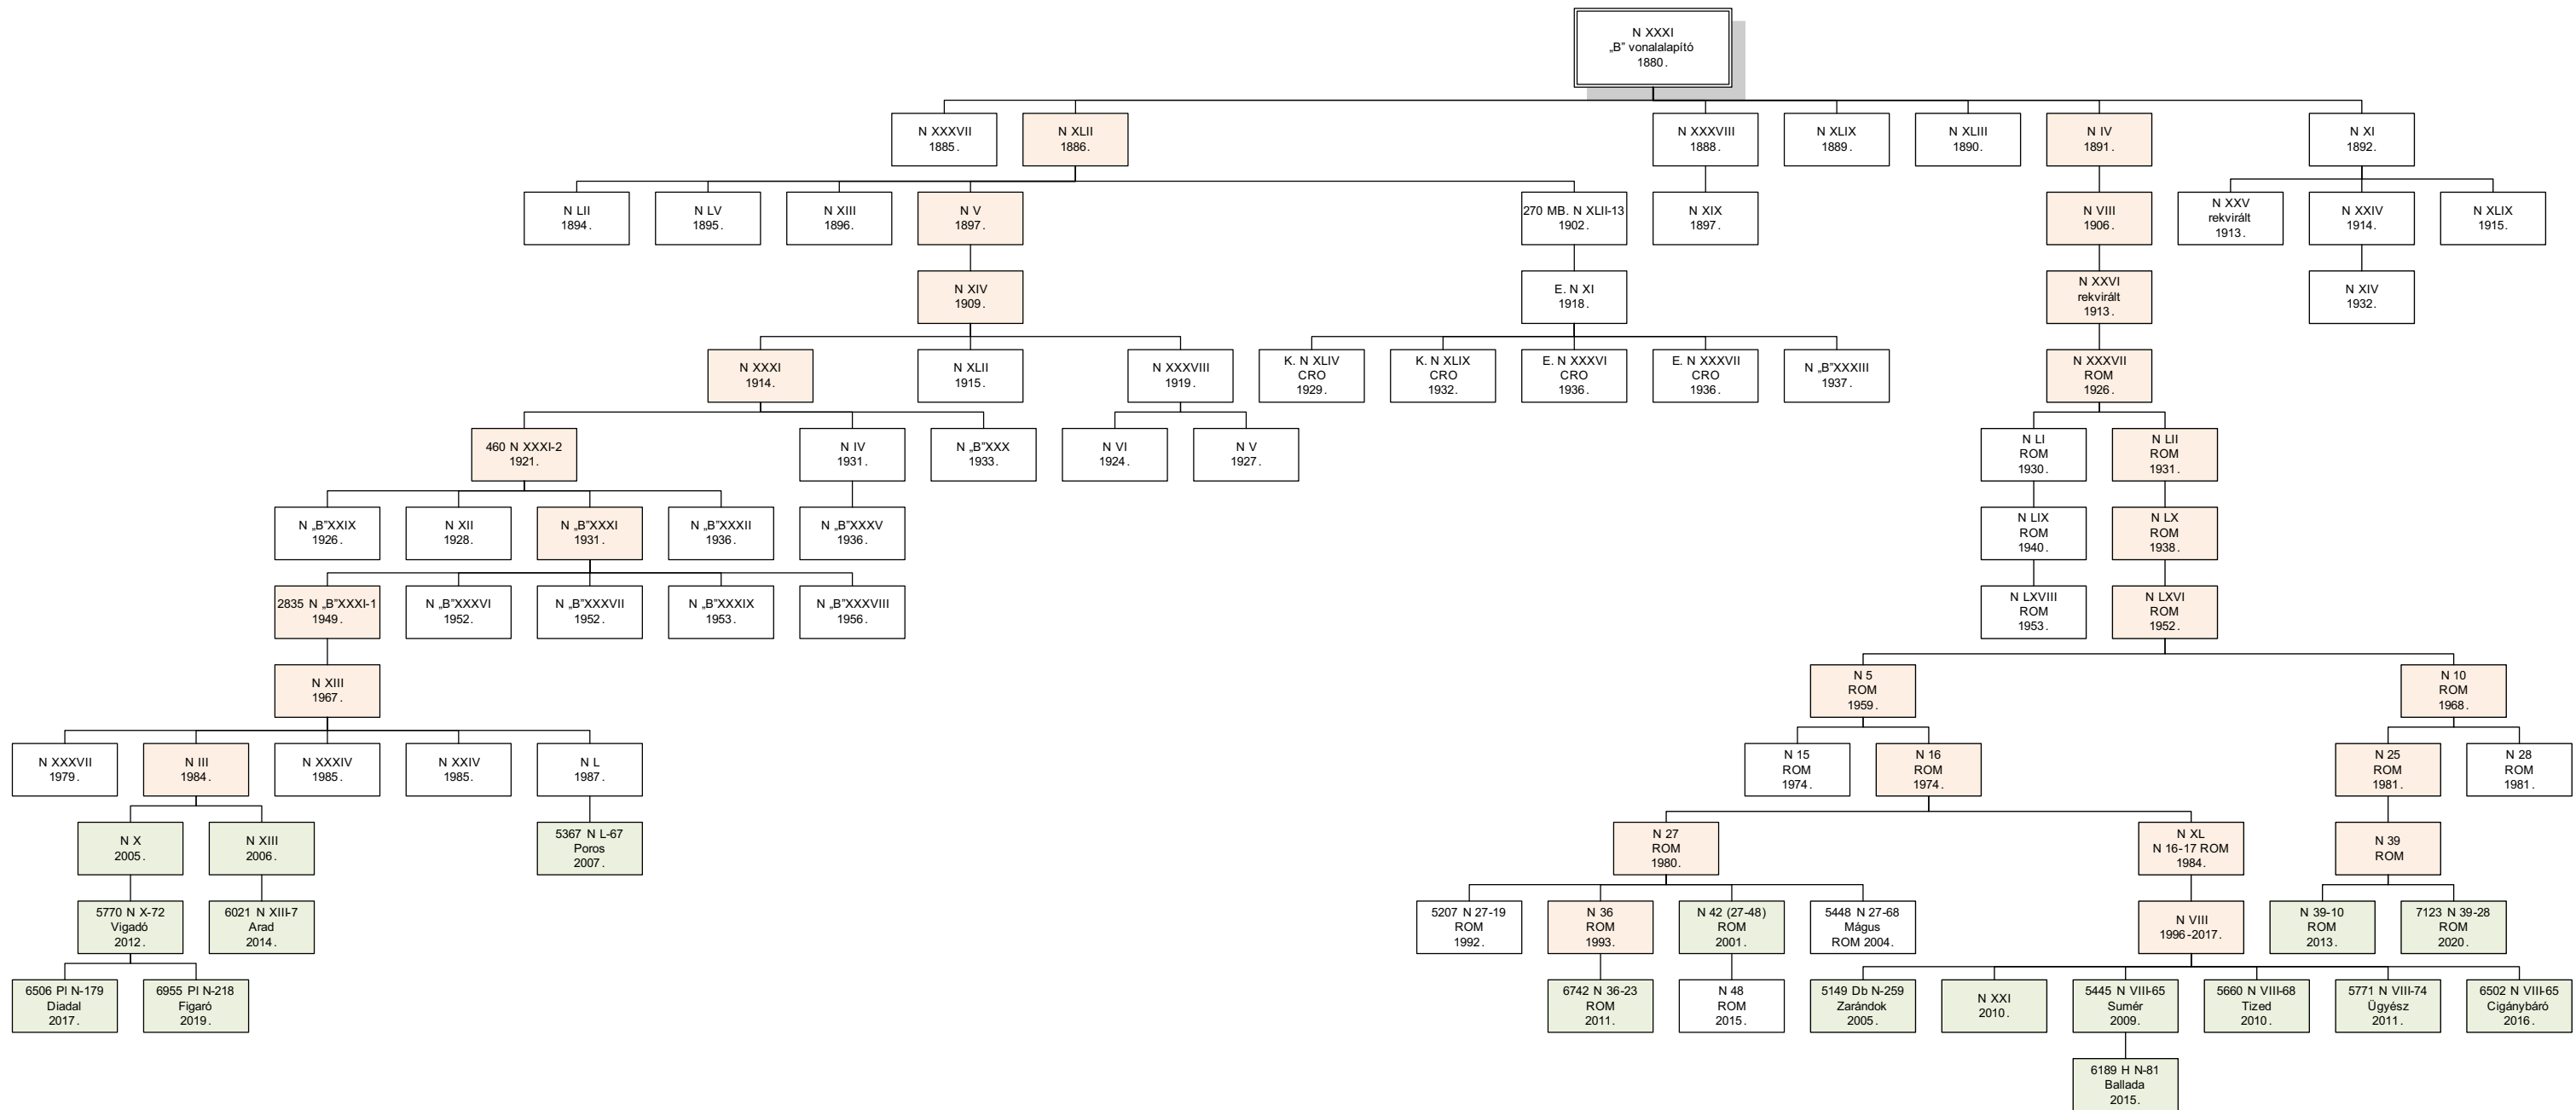 N XXXI
„B” vonalalapító
1880.
N XXXVII
1885.
N XLII
1886.
N XXXVIII
1888.
N XLIX
1889.
N XLIII
1890.
N IV
1891.
N XI
1892.
N LII
1894.
N LV
1895.
N XIII
1896.
N V
1897.
270 MB. N XLII-13
1902.
N XIX
1897.
N VIII
1906.
N XXV
rekvirált
1913.
N XXIV
1914.
N XLIX
1915.
N XIV
1909.
E. N XI
1918.
N XXVI
rekvirált
1913.
N XIV
1932.
N XXXI
1914.
N XLII
1915.
N XXXVIII
1919.
K. N XLIV
CRO
1929.
K. N XLIX
CRO
1932.
E. N XXXVI
CRO
1936.
E. N XXXVII
CRO
1936.
N „B”XXXIII
1937.
N XXXVII
ROM
1926.
460 N XXXI-2
1921.
N IV
1931.
N „B”XXX
1933.
N VI
1924.
N V
1927.
N LI
ROM
1930.
N LII
ROM
1931.
N „B”XXIX
1926.
N XII
1928.
N „B”XXXI
1931.
N „B”XXXII
1936.
N „B”XXXV
1936.
N LIX
ROM
1940.
N LX
ROM
1938.
2835 N „B”XXXI-1
1949.
N „B”XXXVI
1952.
N „B”XXXVII
1952.
N „B”XXXIX
1953.
N „B”XXXVIII
1956.
N LXVIII
ROM
1953.
N LXVI
ROM
1952.
N XIII
1967.
N 5
ROM
1959.
N 10
ROM
1968.
N XXXVII
1979.
N III
1984.
N XXXIV
1985.
N XXIV
1985.
N L
1987.
N 15
ROM
1974.
N 16
ROM
1974.
N 25
ROM
1981.
N 28
ROM
1981.
N X
2005.
N XIII
2006.
5367 N L-67
Poros
2007.
N 27
ROM
1980.
N XL
N 16-17 ROM
1984.
N 39
ROM
5770 N X-72
Vigadó
2012.
6021 N XIII-7
Arad
2014.
5207 N 27-19
ROM
1992.
N 36
ROM
1993.
N 42 (27-48)
ROM
2001.
5448 N 27-68
Mágus
ROM 2004.
N VIII
1996-2017.
N 39-10
ROM
2013.
7123 N 39-28
ROM
2020.
6506 Pl N-179
Diadal
2017.
6955 Pl N-218
Figaró
2019.
6742 N 36-23
ROM
2011.
N 48
ROM
2015.
5149 Db N-259
Zarándok
2005.
N XXI
2010.
5445 N VIII-65
Sumér
2009.
5660 N VIII-68
Tized
2010.
5771 N VIII-74
Ügyész
2011.
6502 N VIII-65
Cigánybáró
2016.
6189 H N-81
Ballada
2015.